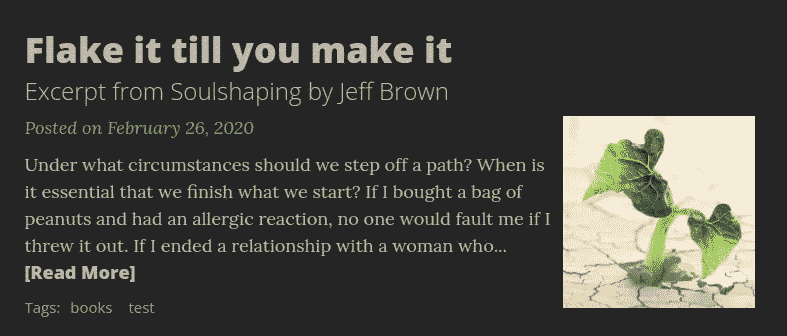 Flake it till you make it
Excerpt from Soulshaping by Jeff Brown
Posted on February 26, 2020
Under what circumstances should we step off a path? When is
it essential that we finish what we start? If I bought a bag of
peanuts and had an allergic reaction, no one would fault me if I
threw it out. If I ended a relationship with a woman who...
[Read More]
Tags: books test